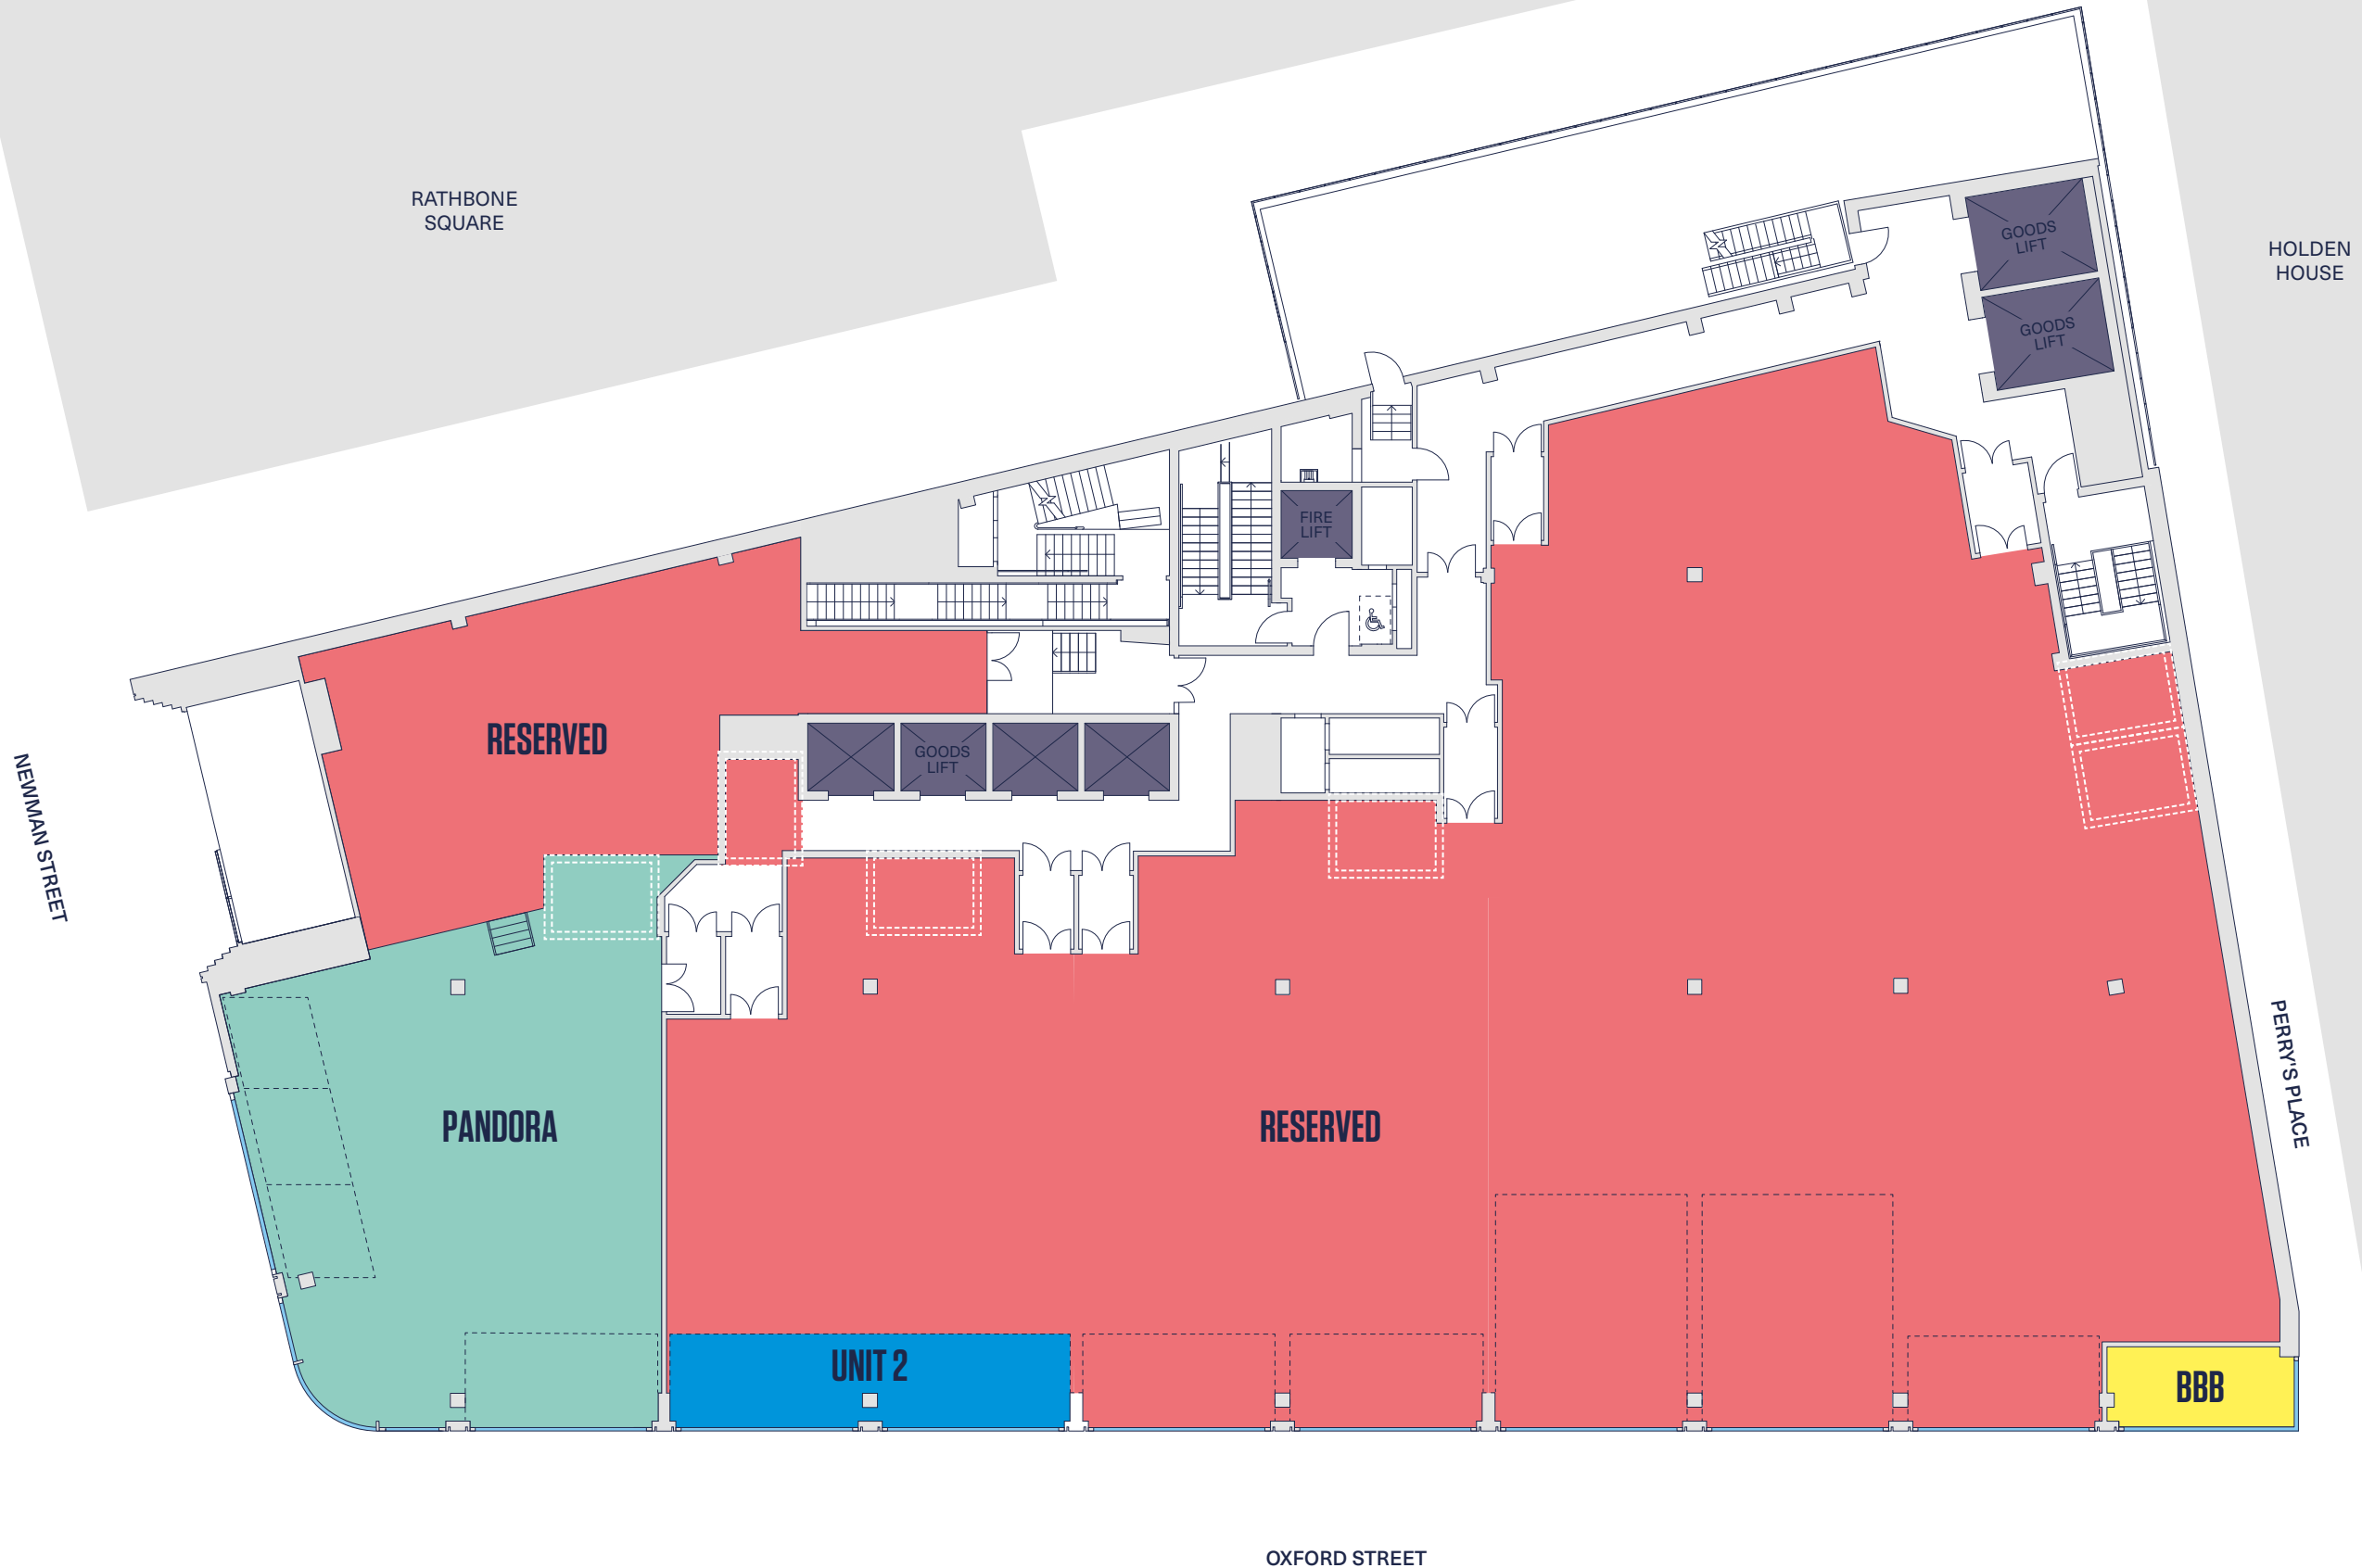 RATHBONE
SQUARE
GOODS
LIFT
HOLDEN
HOUSE
GOODS
LIFT
FIRE
LIFT
RESERVED
GOODS
LIFT
NEWMAN STREET
PERRY'S PLACE
PANDORA
RESERVED
UNIT 2
BBB
OXFORD STREET